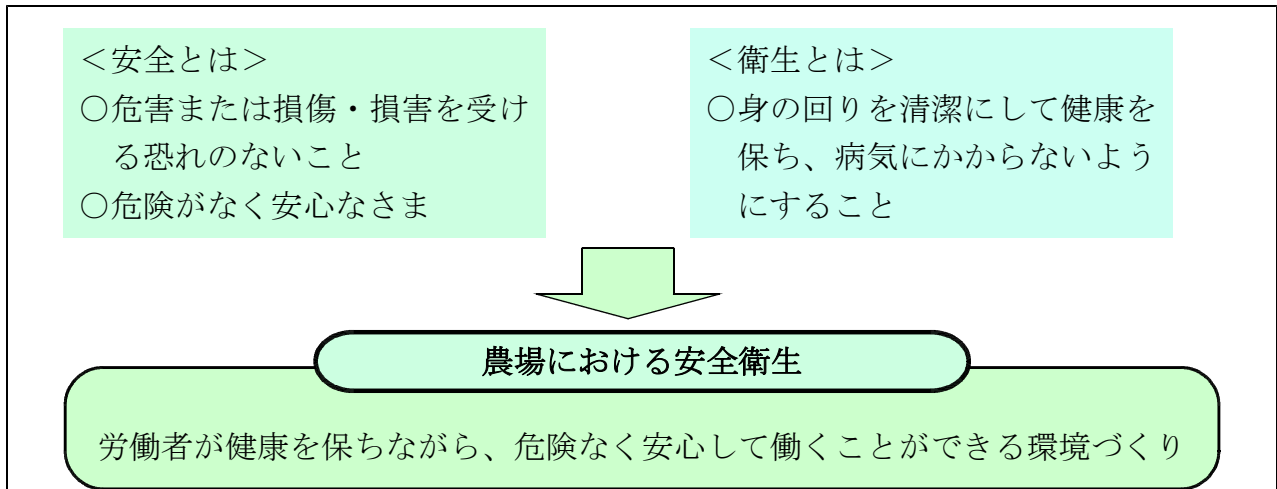 ＜安全とは＞
○危害または損傷・損害を受け
る恐れのないこと
○危険がなく安心なさま
＜衛生とは＞
○身の回りを清潔にして健康を
保ち、病気にかからないよう
にすること
農場における安全衛生
労働者が健康を保ちながら、危険なく安心して働くことができる環境づくり